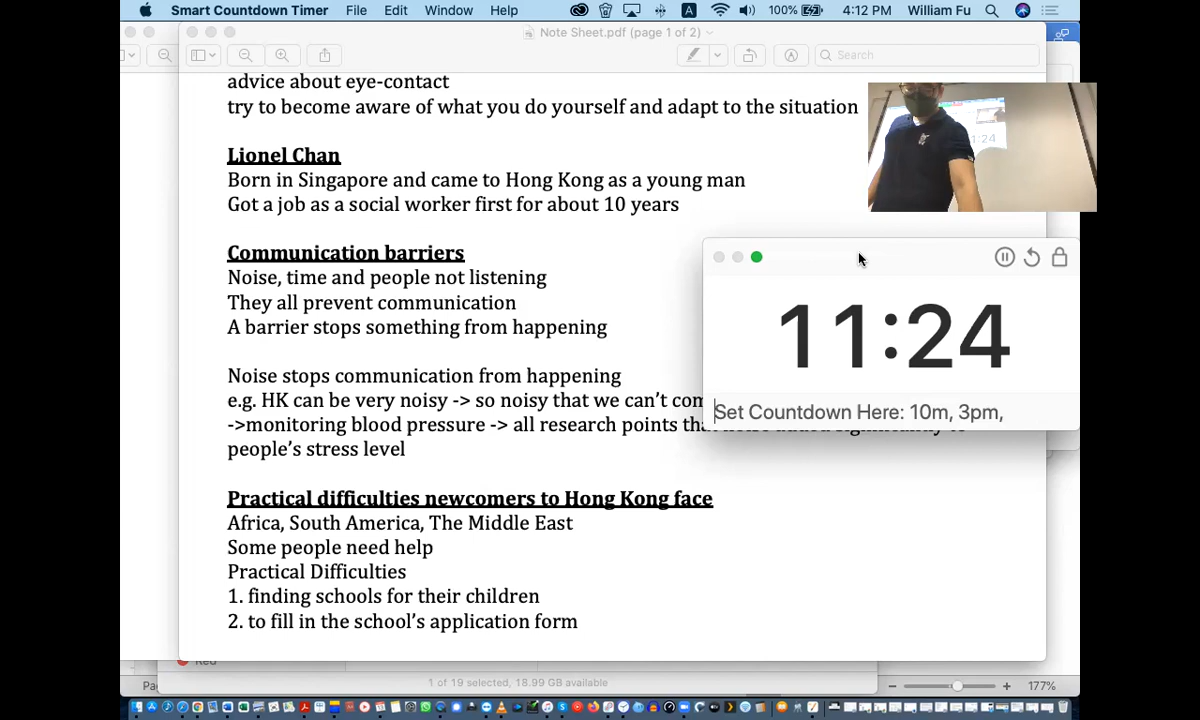 Smart Countdown Timer File Edit Window Help A 100% 4:12 PM William Fu
Note Sheet.pdf (page 1 of 2)
Search
advice about eye-contact
try to become aware of what you do yourself and adapt to the situation
Lionel Chan
Born in Singapore and came to Hong Kong as a young man
Got a job as a social worker first for about 10 years
Communication barriers
Noise, time and people not listening
They all prevent communication
A barrier stops something from happening
11:24
Set Countdown Here: 10m, 3pm,
Noise stops communication from happening
e.g. HK can be very noisy -> so noisy that we can't com
->monitoring blood pressure -> all research points
people's stress level
Practical difficulties newcomers to Hong Kong face
Africa, South America, The Middle East
Some people need help
Practical Difficulties
1. finding schools for their children
2. to fill in the school's application form
Red
1 of 19 selected, 18.99 GB available
177%